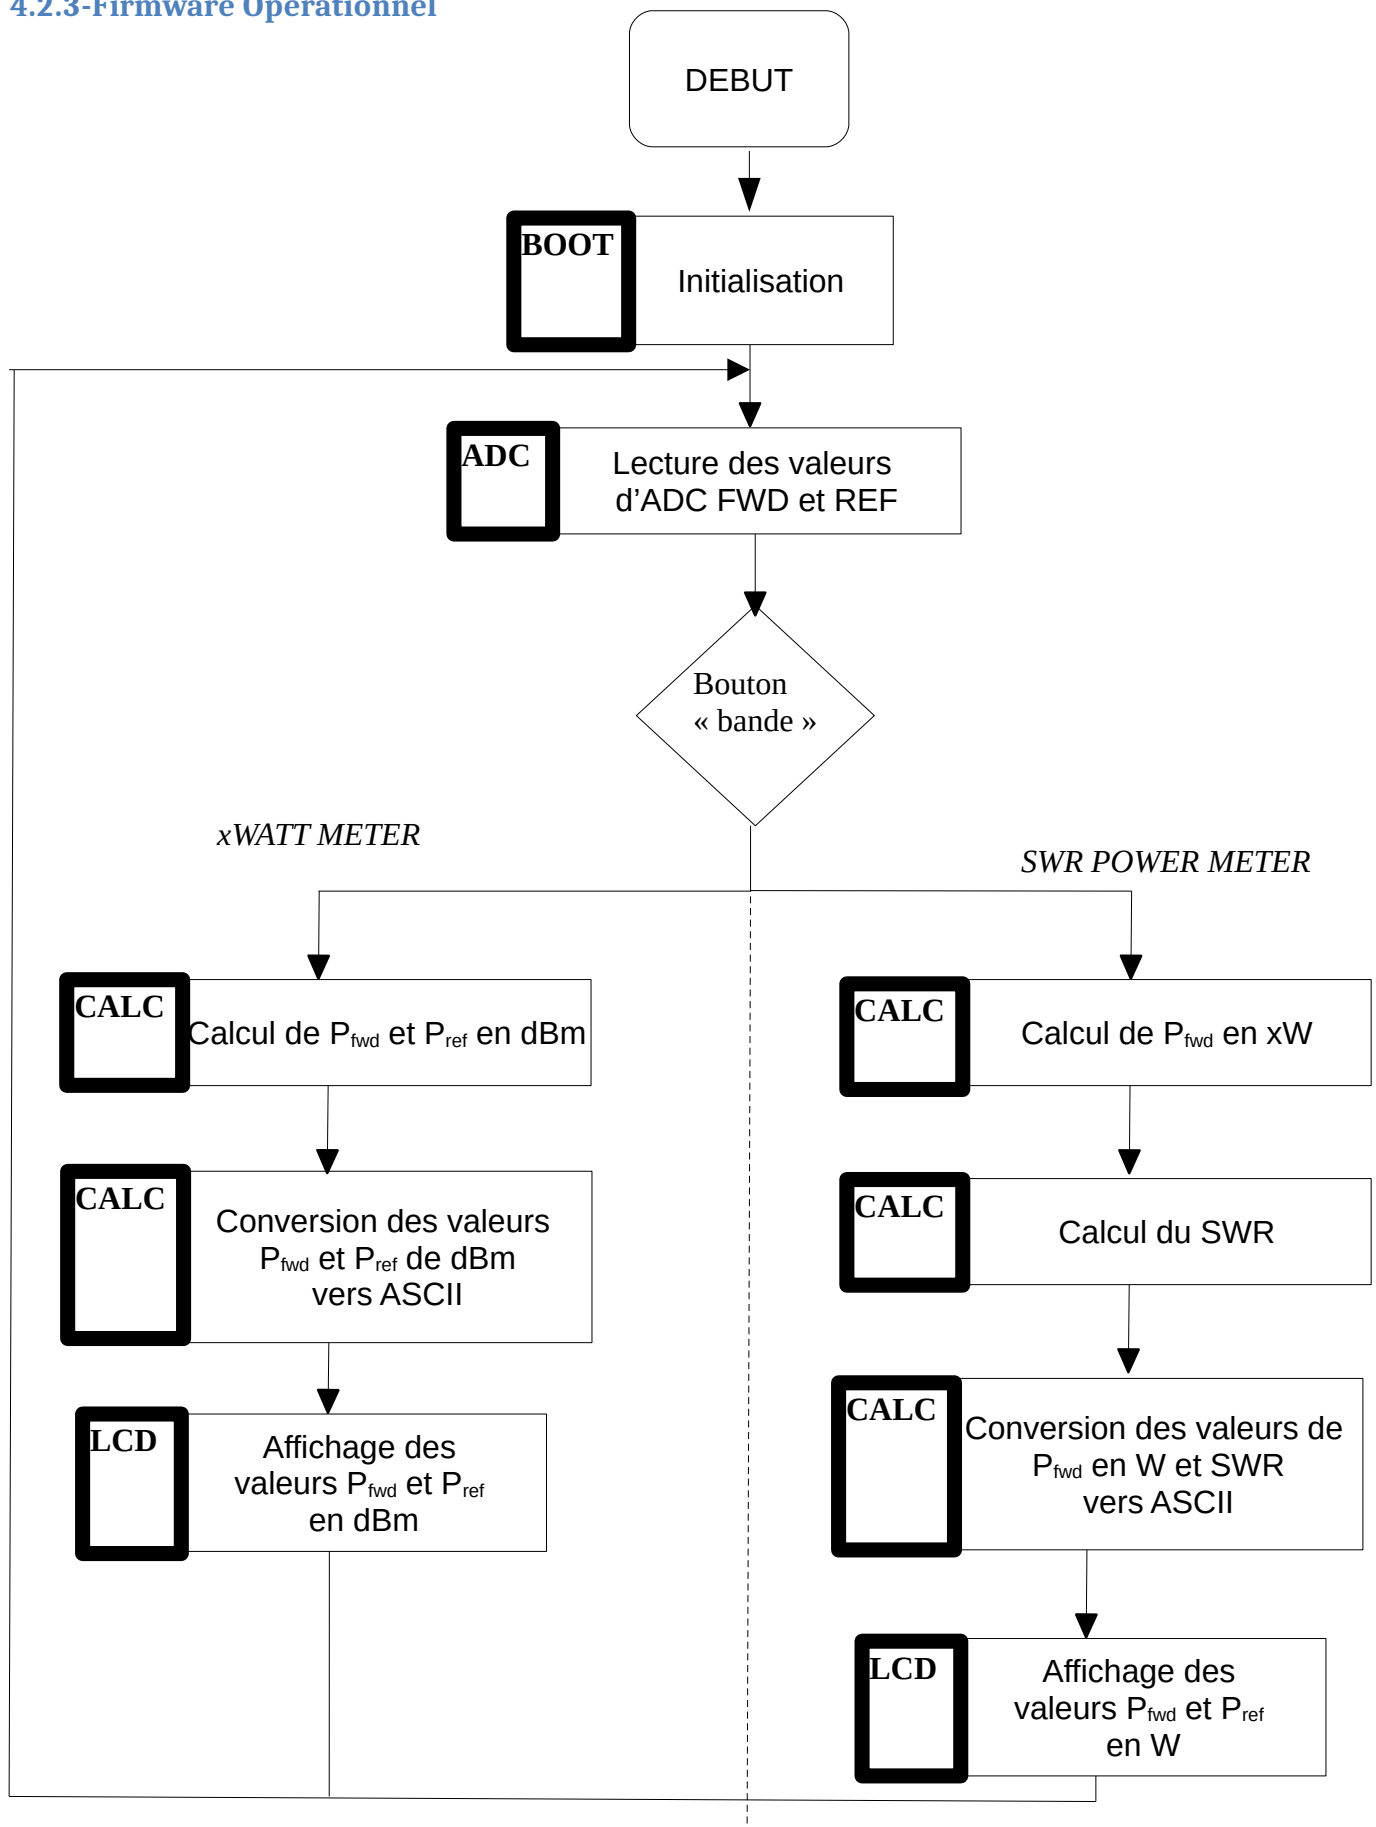 4.2.3-Firmware Opérationnel
DEBUT
BOOT
Initialisation
ADC
Lecture des valeurs
d’ADC FWD et REF
Bouton
« bande »
xWATT METER
SWR POWER METER
CALC
Calcul de Pfwd et Pref en dBm
CALC
Conversion des valeurs
Pfwd et Pref de dBm
vers ASCII
LCD
Affichage des
valeurs Pfwd et Pref
en dBm
CALC
Calcul de Pfwd en xW
CALC
Calcul du SWR
CALC
Conversion des valeurs de
Pfwd en W et SWR
vers ASCII
LCD
Affichage des
valeurs Pfwd et Pref
en W